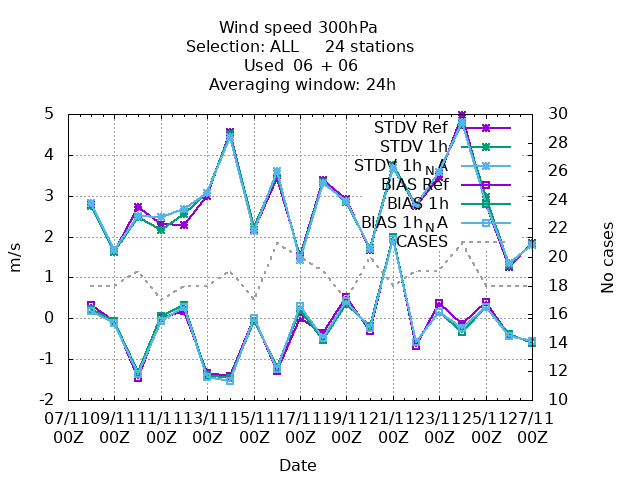 Wind speed 300hPa
Selection: ALL 24 stations
Used 06 + 06
Averaging window: 24h
STDV Ref
STDV 1h
STDV 1h_NA
BIAS Ref
BIAS 1h
BIAS 1h_NA
CASES
5
4
3
2
1
0
-1
-2
m/s
30
28
26
24
22
20
18
16
14
12
10
No cases
07/11 09/11 11/11 13/11 15/11 17/11 19/11 21/11 23/11 25/11 27/11
00Z 00Z 00Z 00Z 00Z 00Z 00Z 00Z 00Z 00Z 00Z
Date